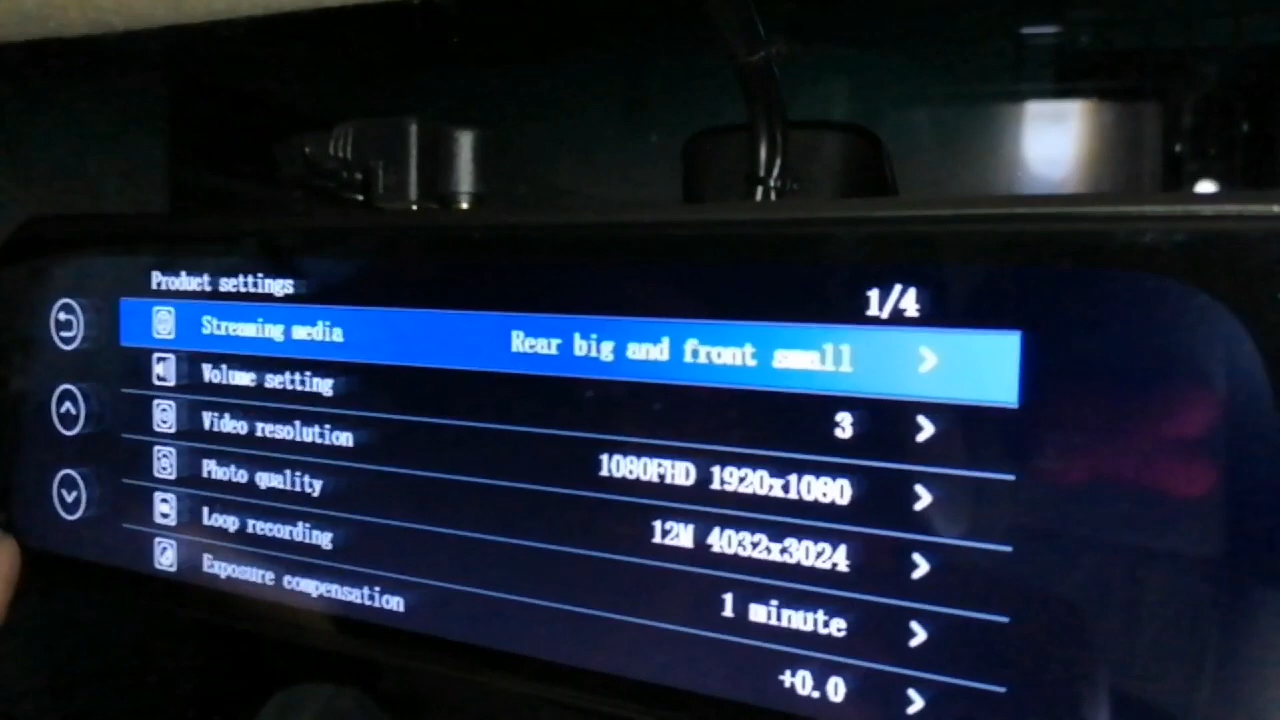 Product settings
1/4
Streaming media Rear big and front small
Volume setting 3
Video resolution 1080FHD 1920x1080
Photo quality 12M 4032x3024
Loop recording 1 minute
Exposure compensation +0.0